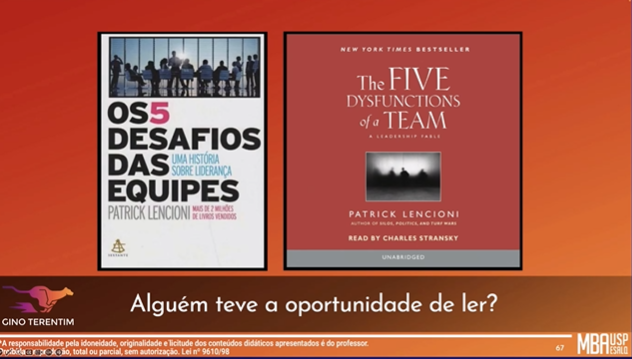 OS 5
DESAFIOS
DAS
EQUIPES
UMA HISTÓRIA
SOBRE LIDERANÇA
PATRICK LENCIONI
MAIS DE 2 MILHÕES
DE LIVROS VENDIDOS
SEXTANTE
NEW YORK TIMES BESTSELLER
The FIVE
DYSFUNCTIONS
of a TEAM
A LEADERSHIP FABLE
PATRICK LENCIONI
AUTHOR OF SILOS, POLITICS, AND TURF WARS
READ BY CHARLES STRANSKY
UNABRIDGED
Alguém teve a oportunidade de ler?
GINO TERENTIM
*A responsabilidade pela idoneidade, originalidade e licitude dos conteúdos didáticos apresentados é do professor.
Proibida a reprodução, total ou parcial, sem autorização. Lei nº 9610/98
67
MBA USP
ESALQ